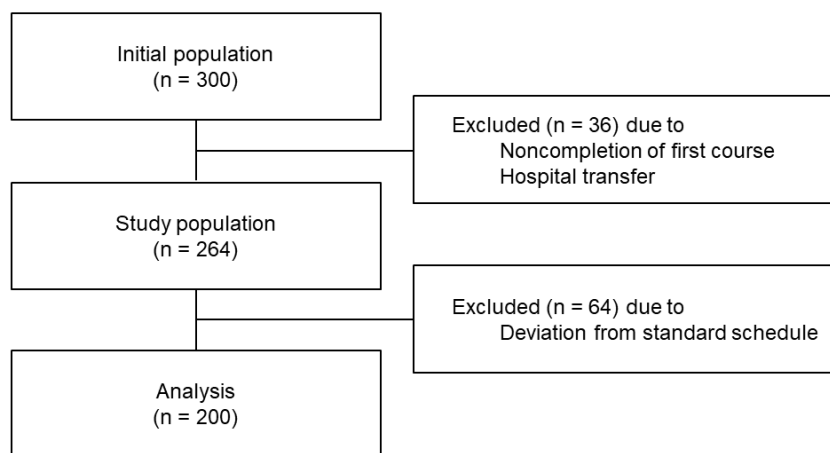 Initial population
(n = 300)
Excluded (n = 36) due to
Noncompletion of first course
Hospital transfer
Study population
(n = 264)
Excluded (n = 64) due to
Deviation from standard schedule
Analysis
(n = 200)